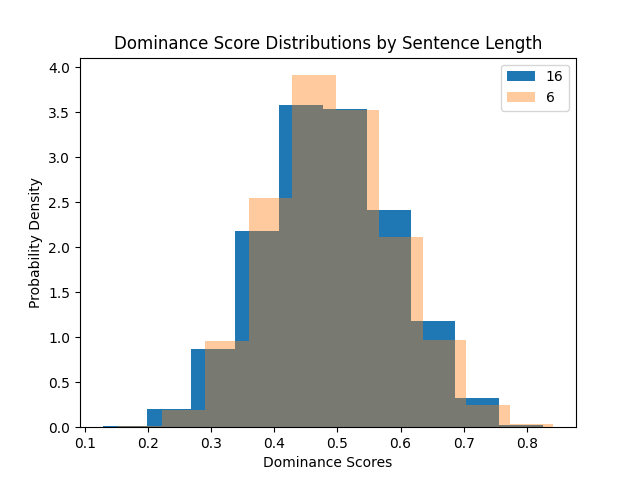 Dominance Score Distributions by Sentence Length
16
6
Probability Density
4.0
3.5
3.0
2.5
2.0
1.5
1.0
0.5
0.0
0.1 0.2 0.3 0.4 0.5 0.6 0.7 0.8
Dominance Scores